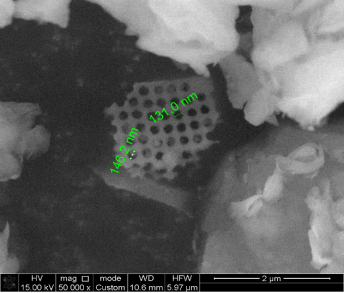 131.0 nm
146.2 nm
HV mag □ mode WD HFW
15.00 kV 50 000 x Custom 10.6 mm 5.97 µm
2 µm